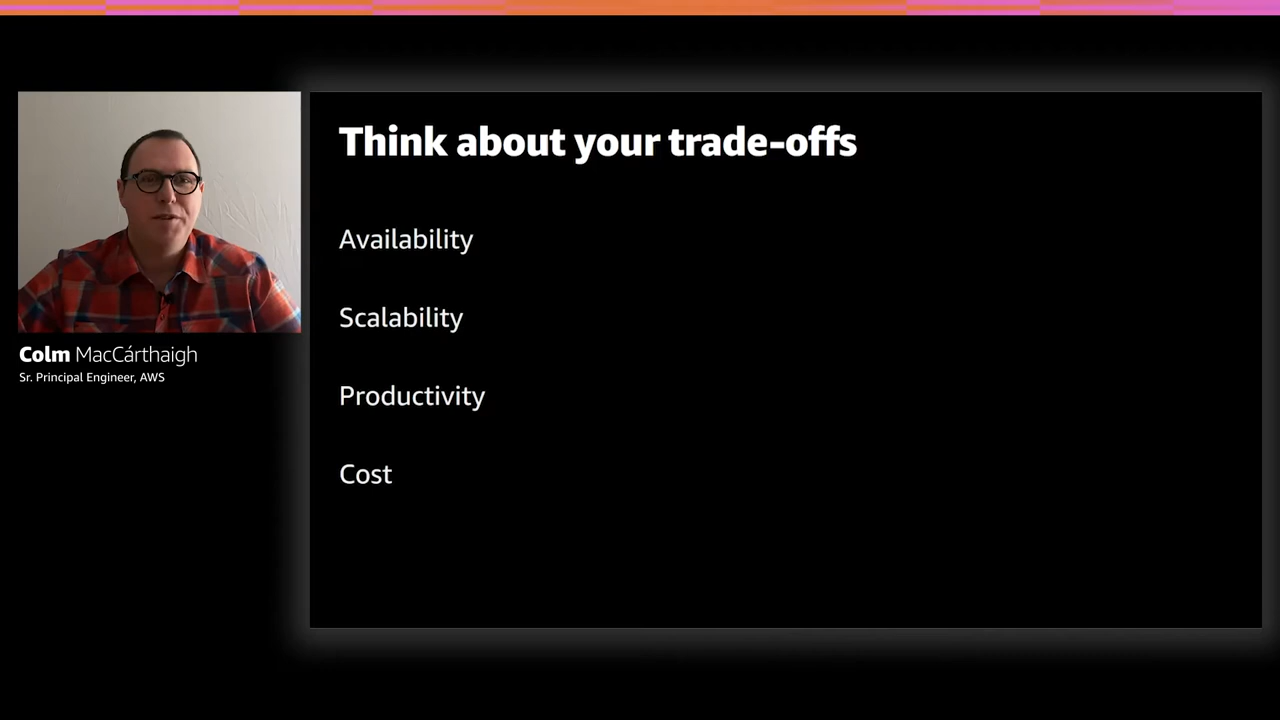 Think about your trade-offs
Availability
Scalability
Productivity
Cost
Colm MacCárthaigh
Sr. Principal Engineer, AWS